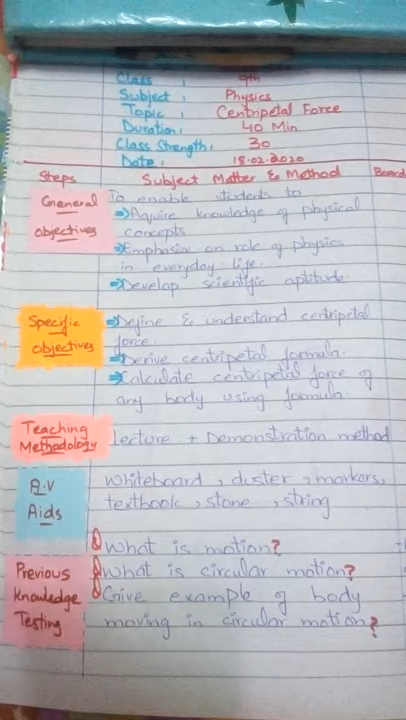 Class : 9th
Subject : Physics
Topic : Centripetal Force
Duration: 40 Min
Class Strength: 30
Date: 18.02.2020
Steps Subject Matter & Method Board
General Objectives
To enable students to
⇒Aquire knowledge of physical
concepts
⇒Emphasize on role of physics
in everyday life.
⇒Develop scientific aptitude.
Specific Objectives
⇒Define & understand centripetal
force.
⇒Derive centripetal formula.
⇒Calculate centripetal force of
any body using formula.
Teaching Methodology
Lecture + Demonstration method
A.V Aids
Whiteboard, duster, markers,
textbook, stone, string
Previous Knowledge Testing
What is motion?
What is circular motion?
Give example of body
moving in circular motion?